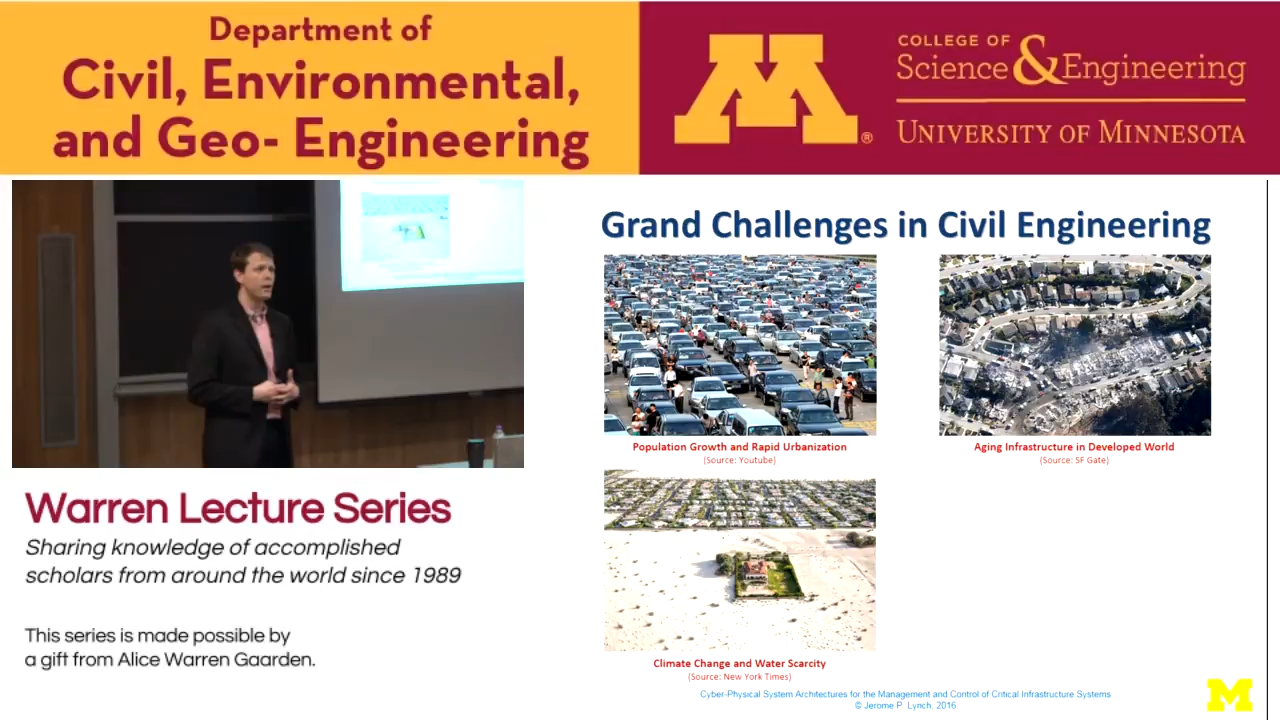 Department of
Civil, Environmental,
and Geo- Engineering
M®
COLLEGE OF
Science & Engineering
UNIVERSITY OF MINNESOTA
Warren Lecture Series
Sharing knowledge of accomplished
scholars from around the world since 1989
This series is made possible by
a gift from Alice Warren Gaarden.
Grand Challenges in Civil Engineering
Population Growth and Rapid Urbanization
(Source: Youtube)
Aging Infrastructure in Developed World
(Source: SF Gate)
Climate Change and Water Scarcity
(Source: New York Times)
Cyber-Physical System Architectures for the Management and Control of Critical Infrastructure Systems
© Jerome P. Lynch, 2016
M